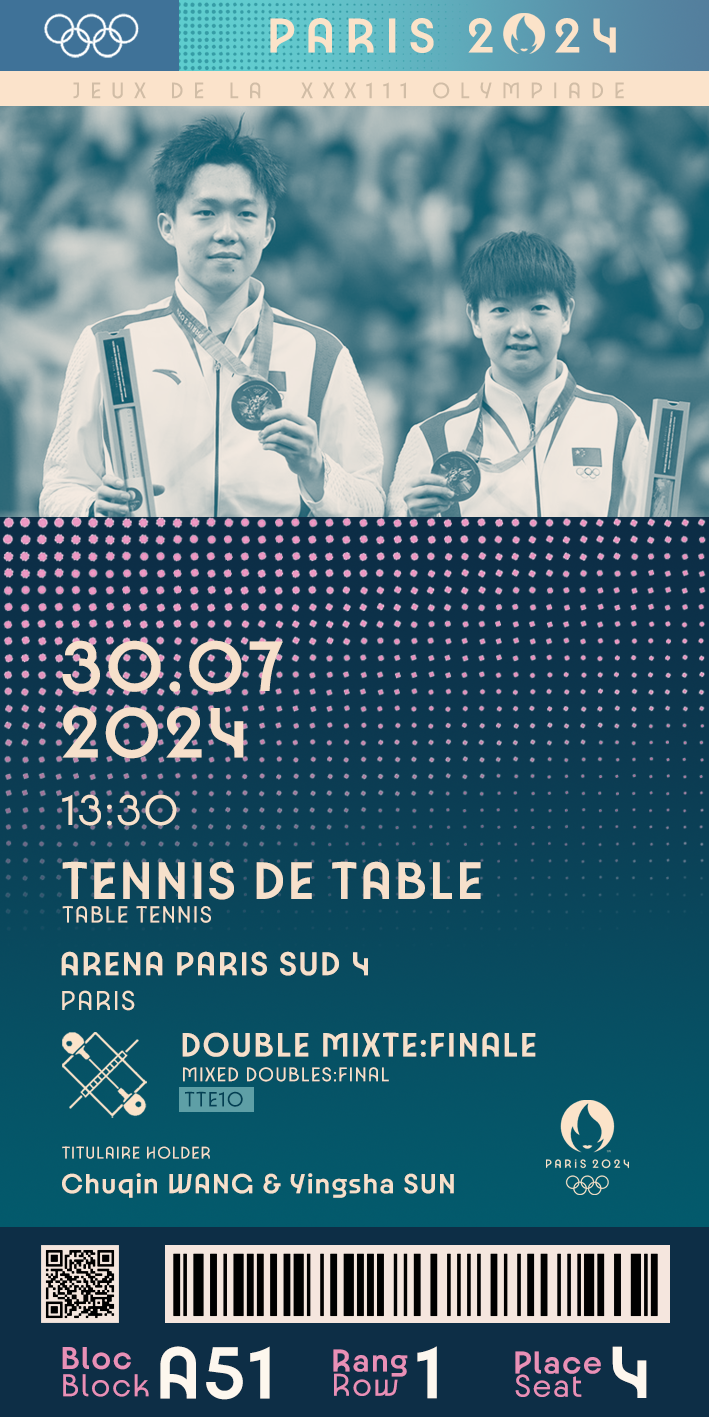 PARIS 2024
JEUX DE LA XXX111 OLYMPIADE
30.07
2024
13:30
TENNIS DE TABLE
TABLE TENNIS
ARENA PARIS SUD 4
PARIS
DOUBLE MIXTE:FINALE
MIXED DOUBLES:FINAL
TTE10
TITULAIRE HOLDER
Chuqin WANG & Yingsha SUN
PARIS 2024
Bloc
Block
A51
Rang
Row
1
Place
Seat
4